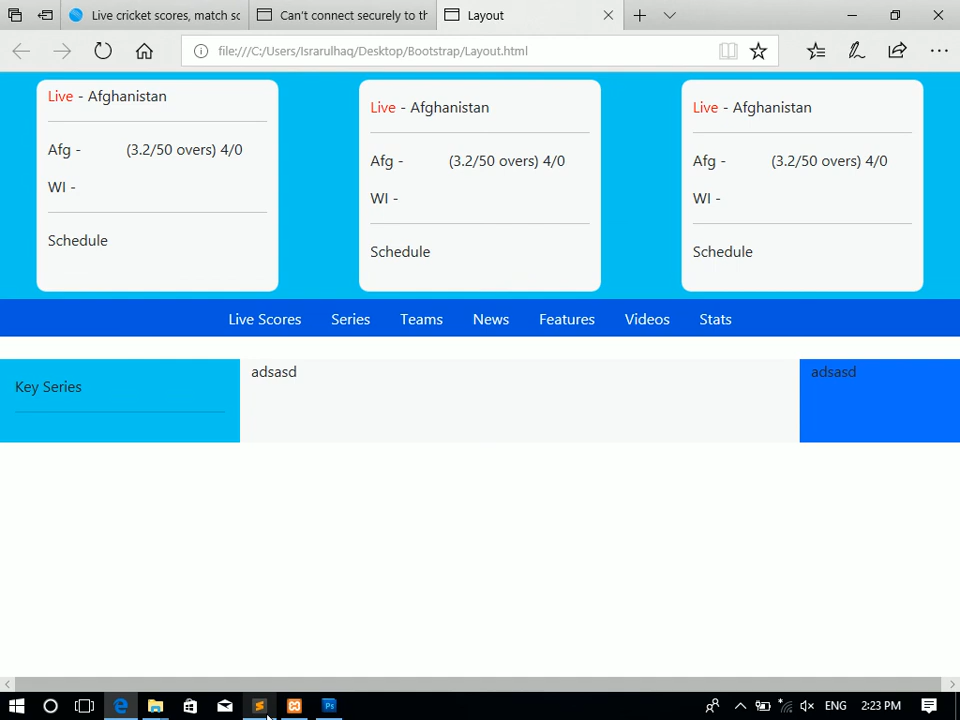 Live cricket scores, match sc
Can't connect securely to th
Layout
file:///C:/Users/Israrulhaq/Desktop/Bootstrap/Layout.html
Live - Afghanistan
Afg - (3.2/50 overs) 4/0
WI -
Schedule
Live - Afghanistan
Afg - (3.2/50 overs) 4/0
WI -
Schedule
Live - Afghanistan
Afg - (3.2/50 overs) 4/0
WI -
Schedule
Live Scores Series Teams News Features Videos Stats
Key Series
adsasd
adsasd
Ps
ENG
2:23 PM